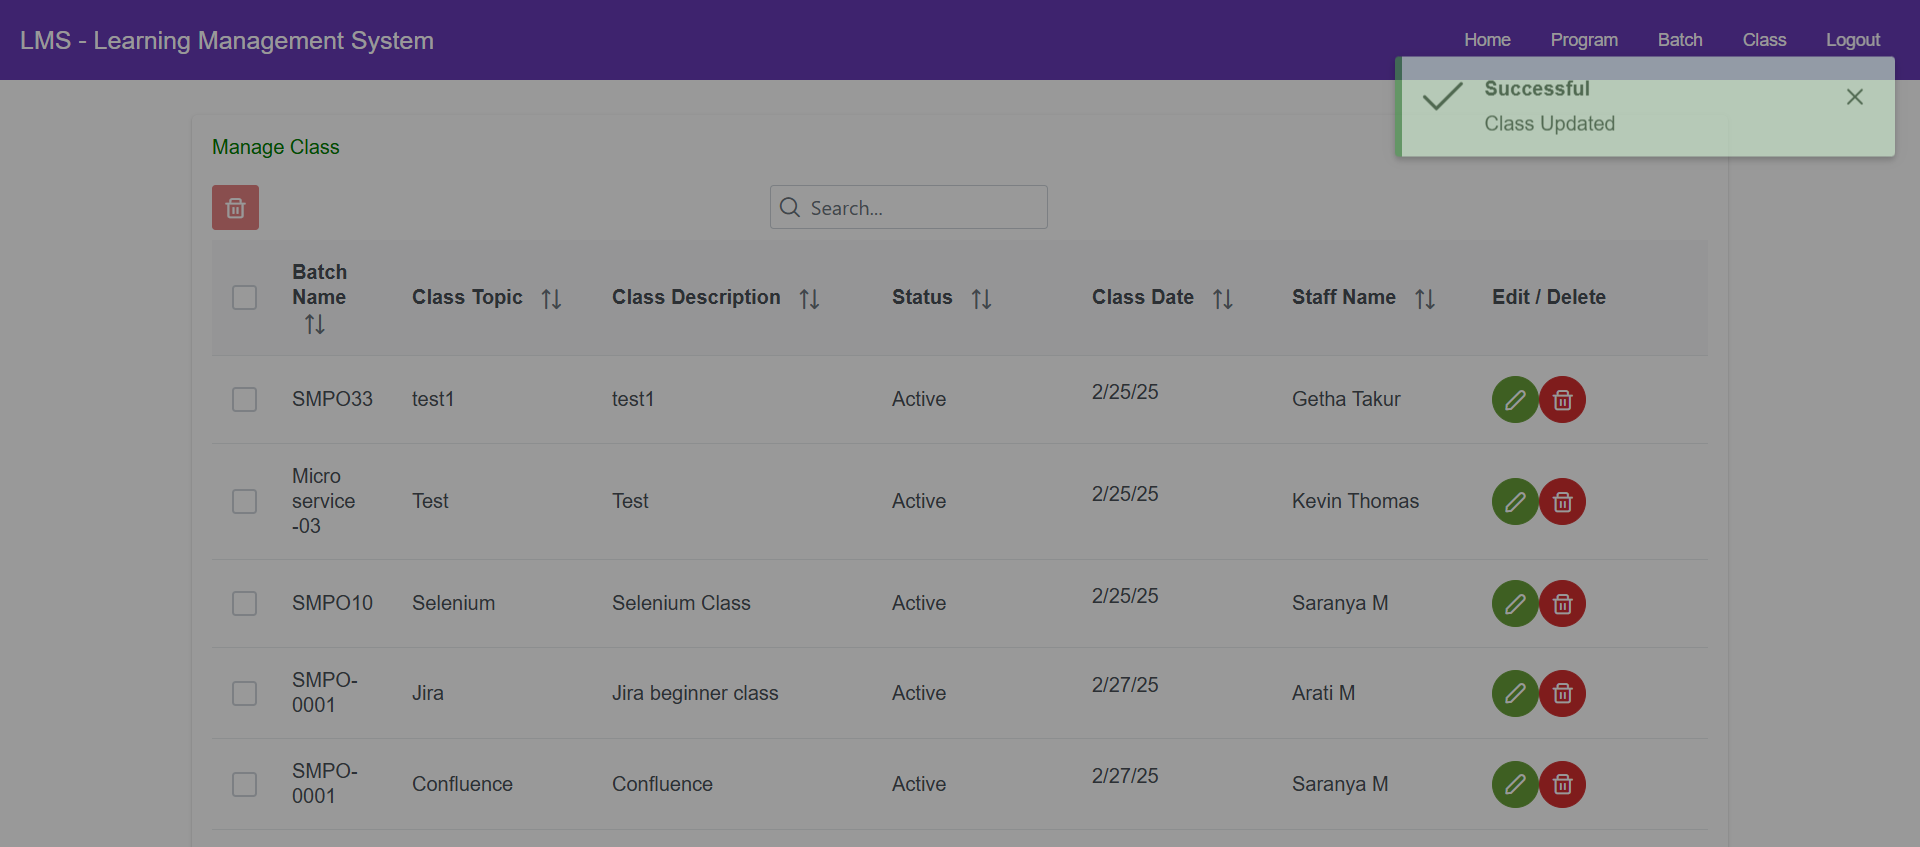 LMS - Learning Management System
Home Program Batch Class Logout
Successful
Class Updated
Manage Class
Search...
Batch
Name
Class Topic
Class Description
Status
Class Date
Staff Name
Edit / Delete
SMPO33 test1 test1 Active 2/25/25 Getha Takur
Micro
service
-03
Test Test Active 2/25/25 Kevin Thomas
SMPO10 Selenium Selenium Class Active 2/25/25 Saranya M
SMPO-
0001
Jira Jira beginner class Active 2/27/25 Arati M
SMPO-
0001
Confluence Confluence Active 2/27/25 Saranya M